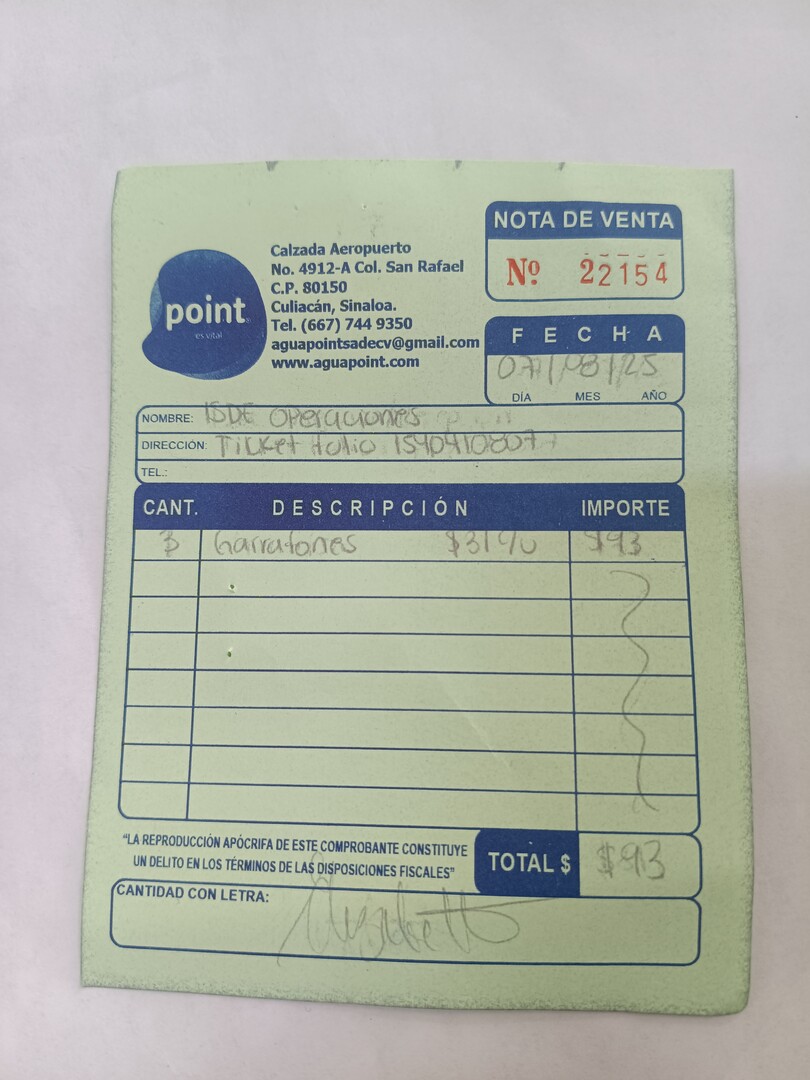 NOTA DE VENTA
Nº 22154
point
es vital
Calzada Aeropuerto
No. 4912-A Col. San Rafael
C.P. 80150
Culiacán, Sinaloa.
Tel. (667) 744 9350
aguapointsadecv@gmail.com
www.aguapoint.com
FECHA
07/08/25
DÍA MES AÑO
NOMBRE: ISDE Operaciones
DIRECCIÓN: Ticket folio 1540410807
TEL.:
CANT. DESCRIPCIÓN IMPORTE
3 Garrafones $31 c/u $93
"LA REPRODUCCIÓN APÓCRIFA DE ESTE COMPROBANTE CONSTITUYE
UN DELITO EN LOS TÉRMINOS DE LAS DISPOSICIONES FISCALES"
TOTAL $ $93
CANTIDAD CON LETRA: